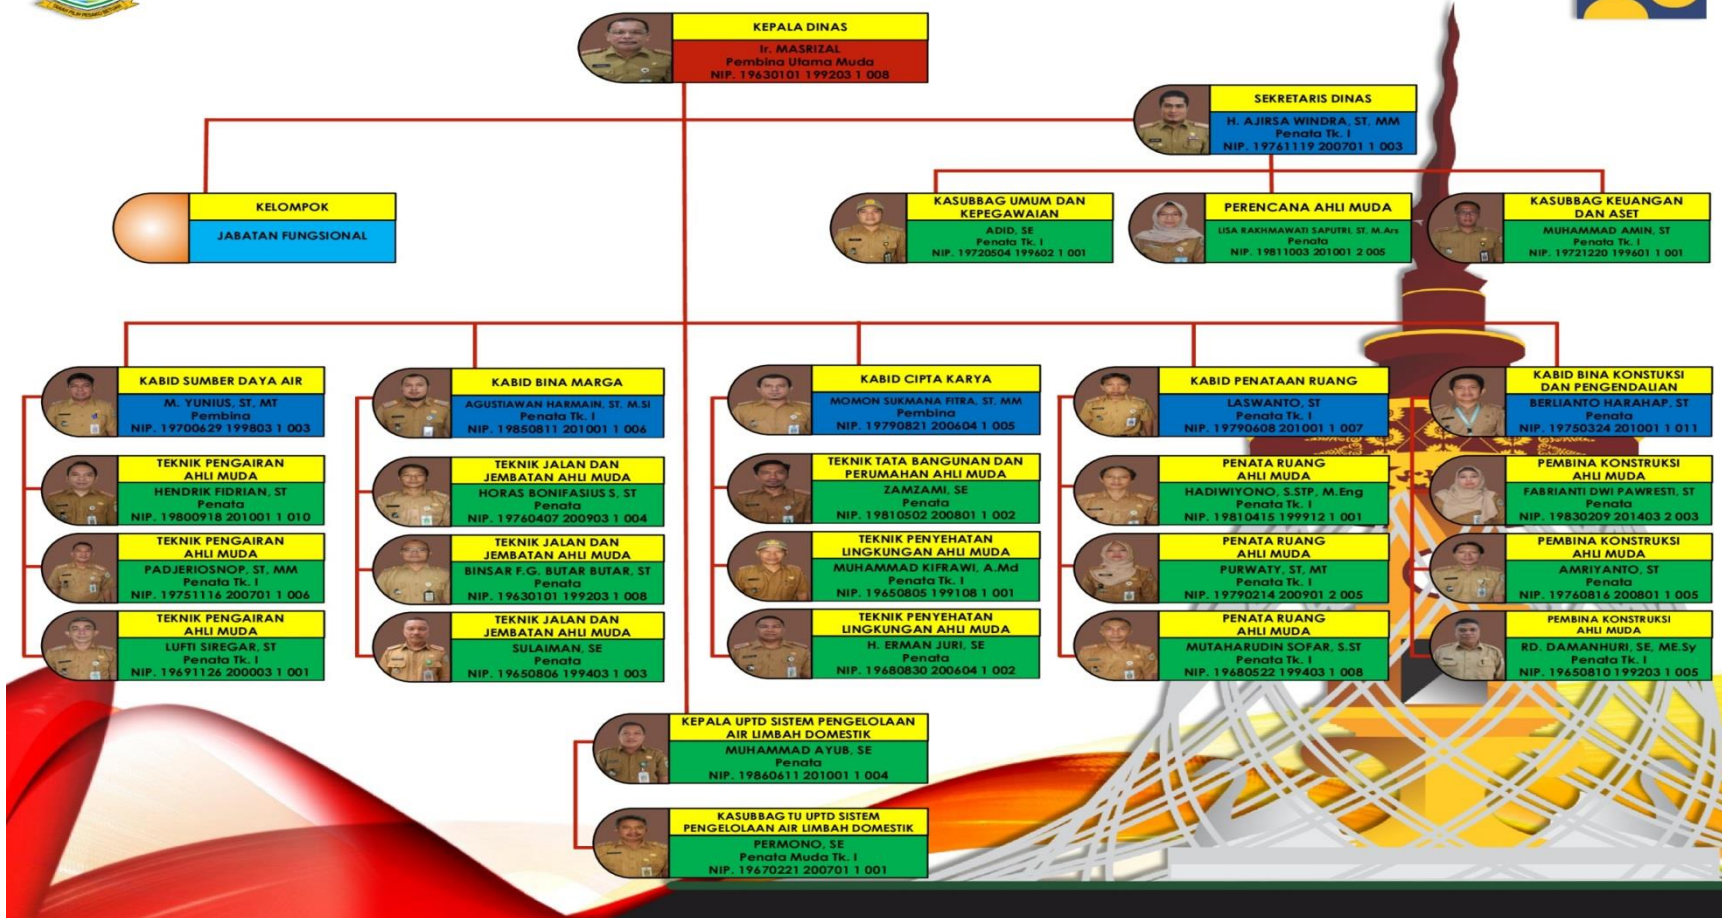 TANAH PILIH PESAKO BETUAH
KEPALA DINAS
Ir. MASRIZAL
Pembina Utama Muda
NIP. 19630101 199203 1 008
SEKRETARIS DINAS
H. AJIRSA WINDRA, ST, MM
Penata Tk. I
NIP. 19761119 200701 1 003
KELOMPOK
JABATAN FUNGSIONAL
KASUBBAG UMUM DAN
KEPEGAWAIAN
ADID, SE
Penata Tk. I
NIP. 19720504 199602 1 001
PERENCANA AHLI MUDA
LISA RAKHMAWATI SAPUTRI, ST, M.Ars
Penata
NIP. 19811003 201001 2 005
KASUBBAG KEUANGAN
DAN ASET
MUHAMMAD AMIN, ST
Penata Tk. I
NIP. 19721220 199601 1 001
KABID SUMBER DAYA AIR
M. YUNIUS, ST, MT
Pembina
NIP. 19700629 199803 1 003
TEKNIK PENGAIRAN
AHLI MUDA
HENDRIK FIDRIAN, ST
Penata
NIP. 19800918 201001 1 010
TEKNIK PENGAIRAN
AHLI MUDA
PADJERIOSNOP, ST, MM
Penata Tk. I
NIP. 19751116 200701 1 006
TEKNIK PENGAIRAN
AHLI MUDA
LUFTI SIREGAR, ST
Penata Tk. I
NIP. 19691126 200003 1 001
KABID BINA MARGA
AGUSTIAWAN HARMAIN, ST, M.Si
Penata Tk. I
NIP. 19850811 201001 1 006
TEKNIK JALAN DAN
JEMBATAN AHLI MUDA
HORAS BONIFASIUS S, ST
Penata
NIP. 19760407 200903 1 004
TEKNIK JALAN DAN
JEMBATAN AHLI MUDA
BINSAR F.G. BUTAR BUTAR, ST
Penata
NIP. 19630101 199203 1 008
TEKNIK JALAN DAN
JEMBATAN AHLI MUDA
SULAIMAN, SE
Penata Tk. I
NIP. 19650806 199403 1 003
KABID CIPTA KARYA
MOMON SUKMANA FITRA, ST, MM
Pembina
NIP. 19790821 200604 1 005
TEKNIK TATA BANGUNAN DAN
PERUMAHAN AHLI MUDA
ZAMZAMI, SE
Penata
NIP. 19810502 200801 1 002
TEKNIK PENYEHATAN
LINGKUNGAN AHLI MUDA
MUHAMMAD KIFRAWI, A.Md
Penata Tk. I
NIP. 19650805 199108 1 001
TEKNIK PENYEHATAN
LINGKUNGAN AHLI MUDA
H. ERMAN JURI, SE
Penata
NIP. 19680830 200604 1 002
KABID PENATAAN RUANG
LASWANTO, ST
Penata Tk. I
NIP. 19790608 201001 1 007
PENATA RUANG
AHLI MUDA
HADIWIYONO, S.STP, M.Eng
Penata Tk. I
NIP. 19810415 199912 1 001
PENATA RUANG
AHLI MUDA
PURWATY, ST, MT
Penata Tk. I
NIP. 19790214 200901 2 005
PENATA RUANG
AHLI MUDA
MUTAHARUDIN SOFAR, S.ST
Penata Tk. I
NIP. 19680522 199403 1 008
KABID BINA KONSTUKSI
DAN PENGENDALIAN
BERLIANTO HARAHAP, ST
Penata
NIP. 19750324 201001 1 011
PEMBINA KONSTRUKSI
AHLI MUDA
FABRIANTI DWI PAWRESTI, ST
Penata
NIP. 19830209 201403 2 003
PEMBINA KONSTRUKSI
AHLI MUDA
AMRIYANTO, ST
Penata
NIP. 19760816 200801 1 005
PEMBINA KONSTRUKSI
AHLI MUDA
RD. DAMANHURI, SE, ME.Sy
Penata Tk. I
NIP. 19650810 199203 1 005
KEPALA UPTD SISTEM PENGELOLAAN
AIR LIMBAH DOMESTIK
MUHAMMAD AYUB, SE
Penata
NIP. 19860611 201001 1 004
KASUBBAG TU UPTD SISTEM
PENGELOLAAN AIR LIMBAH DOMESTIK
PERMONO, SE
Penata Muda Tk. I
NIP. 19670221 200701 1 001